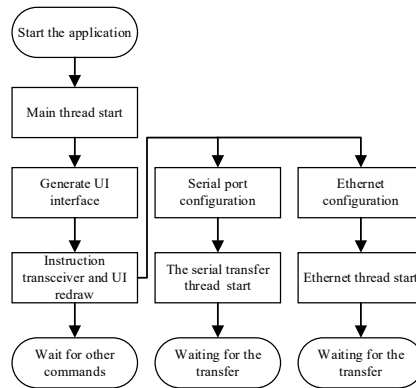 Start the application
Main thread start
Generate UI
interface
Serial port
configuration
Ethernet
configuration
Instruction
transceiver and UI
redraw
The serial transfer
thread start
Ethernet thread start
Wait for other
commands
Waiting for the
transfer
Waiting for the
transfer